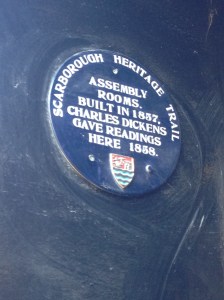 SCARBOROUGH HERITAGE TRAIL
ASSEMBLY
ROOMS.
BUILT IN 1857,
CHARLES DICKENS
GAVE READINGS
HERE 1858.